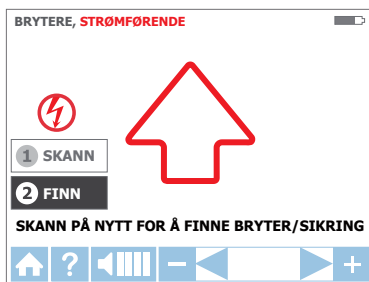 BRYTERE, STRØMFØRENDE
1 SKANN
2 FINN
SKANN PÅ NYTT FOR Å FINNE BRYTER/SIKRING
? - +